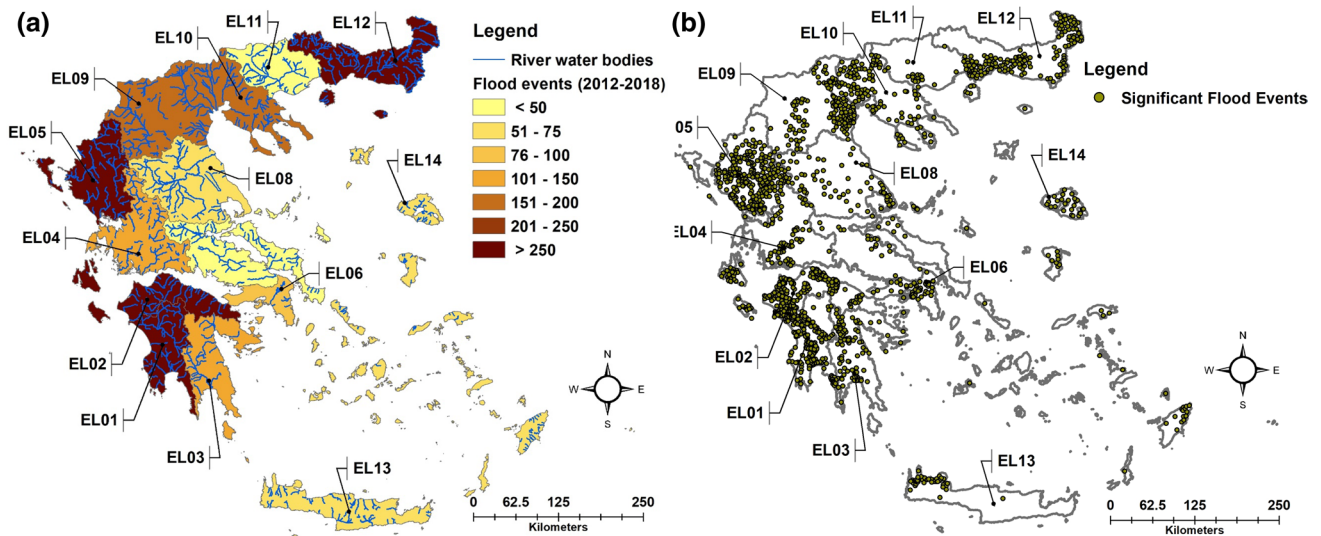 (a)
EL11
EL12
EL10
EL09
EL05
EL08
EL14
EL04
EL06
EL02
EL01
EL03
EL13
Legend
River water bodies
Flood events (2012-2018)
< 50
51 - 75
76 - 100
101 - 150
151 - 200
201 - 250
> 250
N
W E
S
0 62.5 125 250
Kilometers
(b)
EL11
EL12
EL10
EL09
05
EL08
EL14
EL04
EL06
EL02
EL01
EL03
EL13
Legend
Significant Flood Events
N
W E
S
0 62.5 125 250
Kilometers